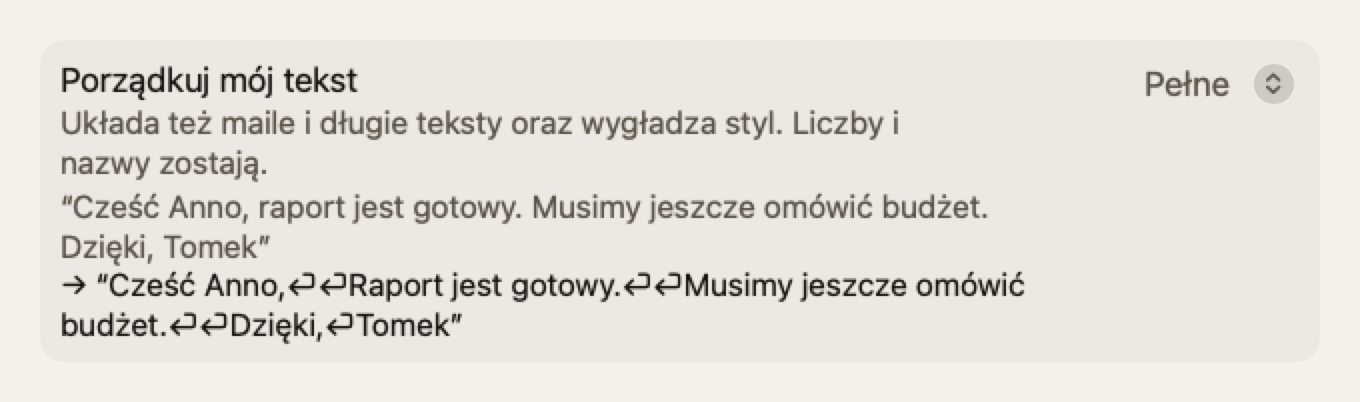 Porządkuj mój tekst
Pełne
Układa też maile i długie teksty oraz wygładza styl. Liczby i
nazwy zostają.
“Cześć Anno, raport jest gotowy. Musimy jeszcze omówić budżet.
Dzięki, Tomek”
→ “Cześć Anno,⏎⏎Raport jest gotowy.⏎⏎Musimy jeszcze omówić
budżet.⏎⏎Dzięki,⏎Tomek”